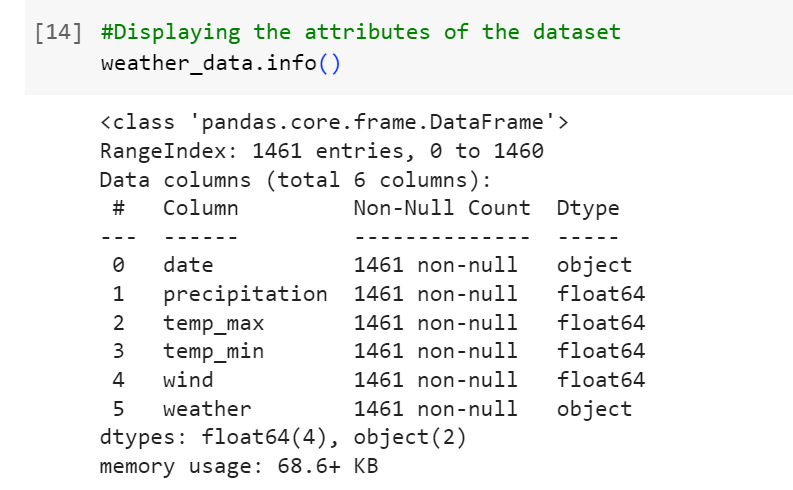 [14] #Displaying the attributes of the dataset
weather_data.info()
<class 'pandas.core.frame.DataFrame'>
RangeIndex: 1461 entries, 0 to 1460
Data columns (total 6 columns):
 #   Column         Non-Null Count  Dtype
---  ------         --------------  -----
 0   date           1461 non-null   object
 1   precipitation  1461 non-null   float64
 2   temp_max       1461 non-null   float64
 3   temp_min       1461 non-null   float64
 4   wind           1461 non-null   float64
 5   weather        1461 non-null   object
dtypes: float64(4), object(2)
memory usage: 68.6+ KB